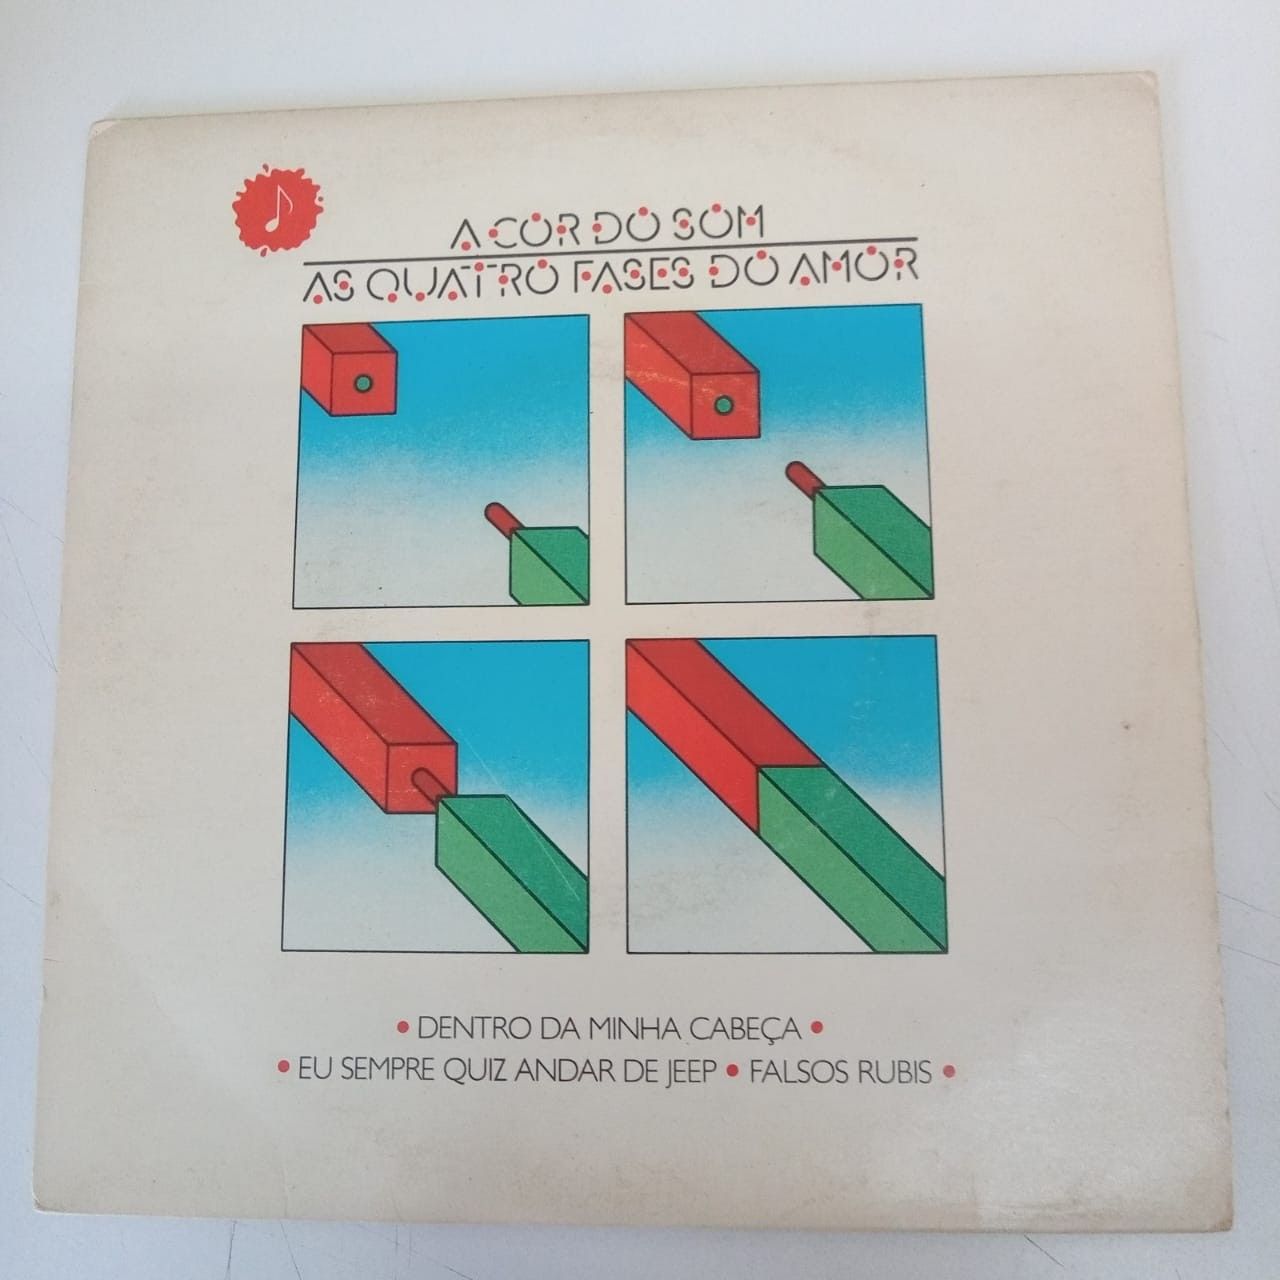 A COR DO SOM
AS QUATRO FASES DO AMOR
• DENTRO DA MINHA CABEÇA •
• EU SEMPRE QUIZ ANDAR DE JEEP • FALSOS RUBIS •